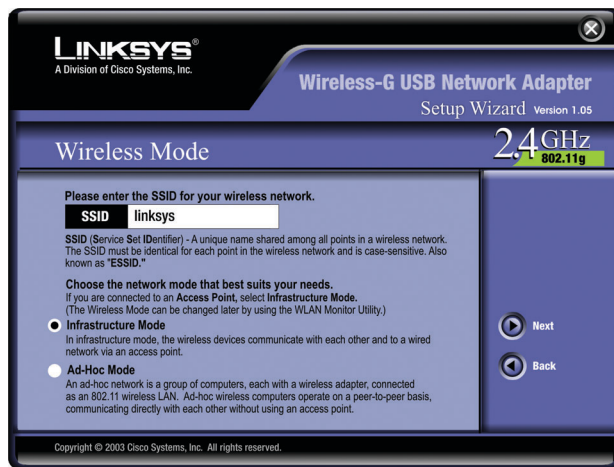 LINKSYS®
A Division of Cisco Systems, Inc.
Wireless-G USB Network Adapter
Setup Wizard Version 1.05
Wireless Mode
2.4 GHz
802.11g
Please enter the SSID for your wireless network.
SSID linksys
SSID (Service Set IDentifier) - A unique name shared among all points in a wireless network.
The SSID must be identical for each point in the wireless network and is case-sensitive. Also
known as "ESSID."
Choose the network mode that best suits your needs.
If you are connected to an Access Point, select Infrastructure Mode.
(The Wireless Mode can be changed later by using the WLAN Monitor Utility.)
Infrastructure Mode
In infrastructure mode, the wireless devices communicate with each other and to a wired
network via an access point.
Ad-Hoc Mode
An ad-hoc network is a group of computers, each with a wireless adapter, connected
as an 802.11 wireless LAN. Ad-hoc wireless computers operate on a peer-to-peer basis,
communicating directly with each other without using an access point.
Next
Back
Copyright © 2003 Cisco Systems, Inc. All rights reserved.